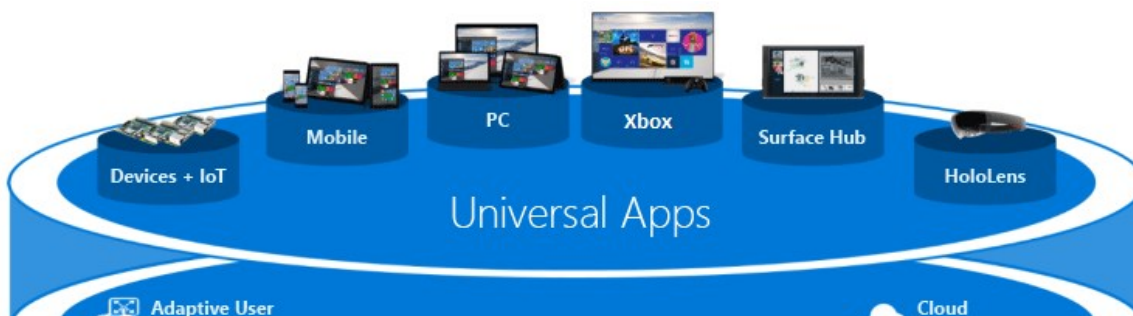 PC
Xbox
Mobile
Surface Hub
Devices + IoT
HoloLens
Universal Apps
Adaptive User
Cloud